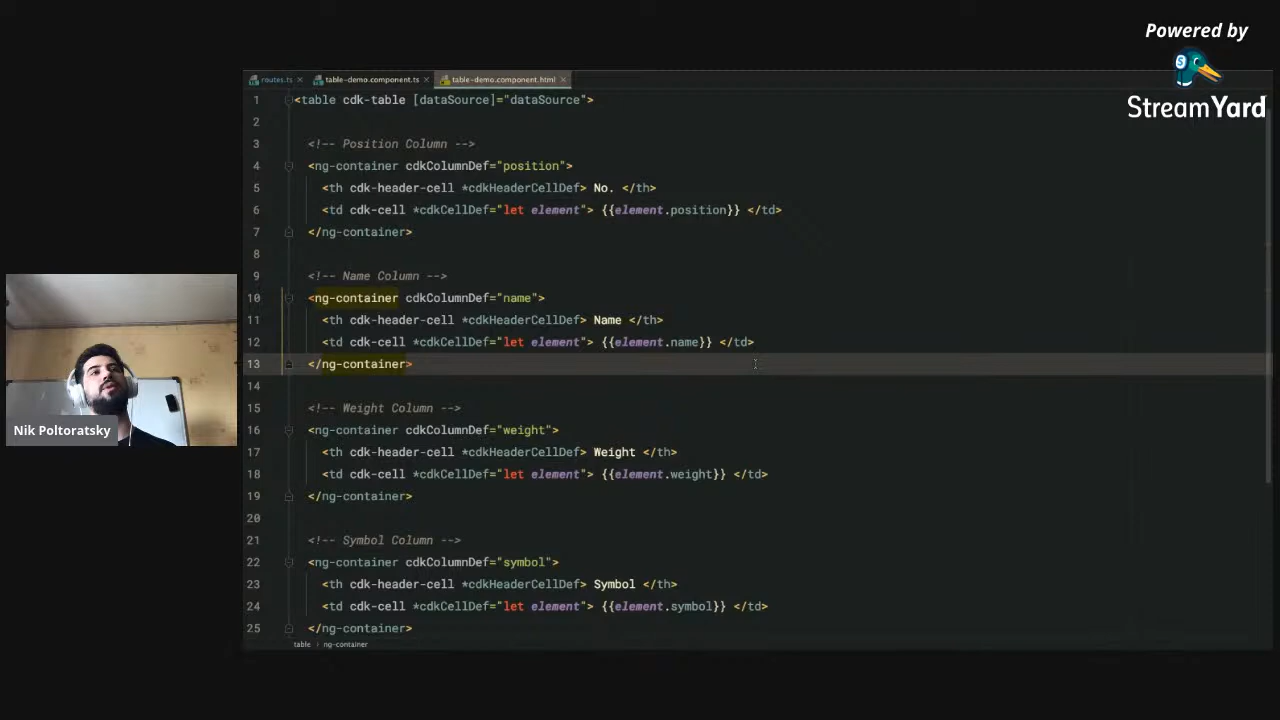 Powered by
StreamYard
routes.ts
table-demo.component.ts
table-demo.component.html
1 <table cdk-table [dataSource]="dataSource">
2
3 <!-- Position Column -->
4 <ng-container cdkColumnDef="position">
5 <th cdk-header-cell *cdkHeaderCellDef> No. </th>
6 <td cdk-cell *cdkCellDef="let element"> {{element.position}} </td>
7 </ng-container>
8
9 <!-- Name Column -->
10 <ng-container cdkColumnDef="name">
11 <th cdk-header-cell *cdkHeaderCellDef> Name </th>
12 <td cdk-cell *cdkCellDef="let element"> {{element.name}} </td>
13 </ng-container>
14
15 <!-- Weight Column -->
16 <ng-container cdkColumnDef="weight">
17 <th cdk-header-cell *cdkHeaderCellDef> Weight </th>
18 <td cdk-cell *cdkCellDef="let element"> {{element.weight}} </td>
19 </ng-container>
20
21 <!-- Symbol Column -->
22 <ng-container cdkColumnDef="symbol">
23 <th cdk-header-cell *cdkHeaderCellDef> Symbol </th>
24 <td cdk-cell *cdkCellDef="let element"> {{element.symbol}} </td>
25 </ng-container>
table › ng-container
Nik Poltoratsky